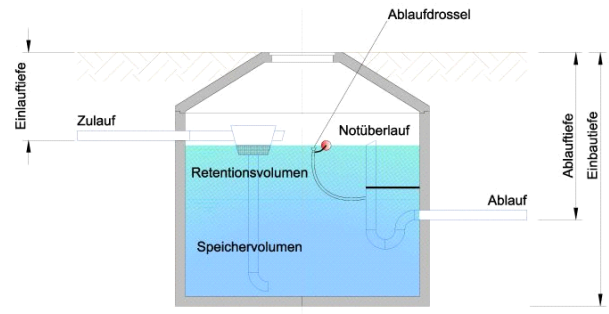 Ablaufdrossel
Einlauftiefe
Zulauf
Notüberlauf
Retentionsvolumen
Ablauf
Speichervolumen
Ablauftiefe
Einbautiefe